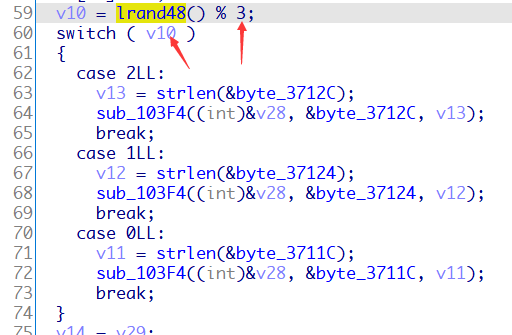 59 v10 = lrand48() % 3;
60 switch ( v10 )
61 {
62 case 2LL:
63 v13 = strlen(&byte_3712C);
64 sub_103F4((int)&v28, &byte_3712C, v13);
65 break;
66 case 1LL:
67 v12 = strlen(&byte_37124);
68 sub_103F4((int)&v28, &byte_37124, v12);
69 break;
70 case 0LL:
71 v11 = strlen(&byte_3711C);
72 sub_103F4((int)&v28, &byte_3711C, v11);
73 break;
74 }
75 v14 = v29;